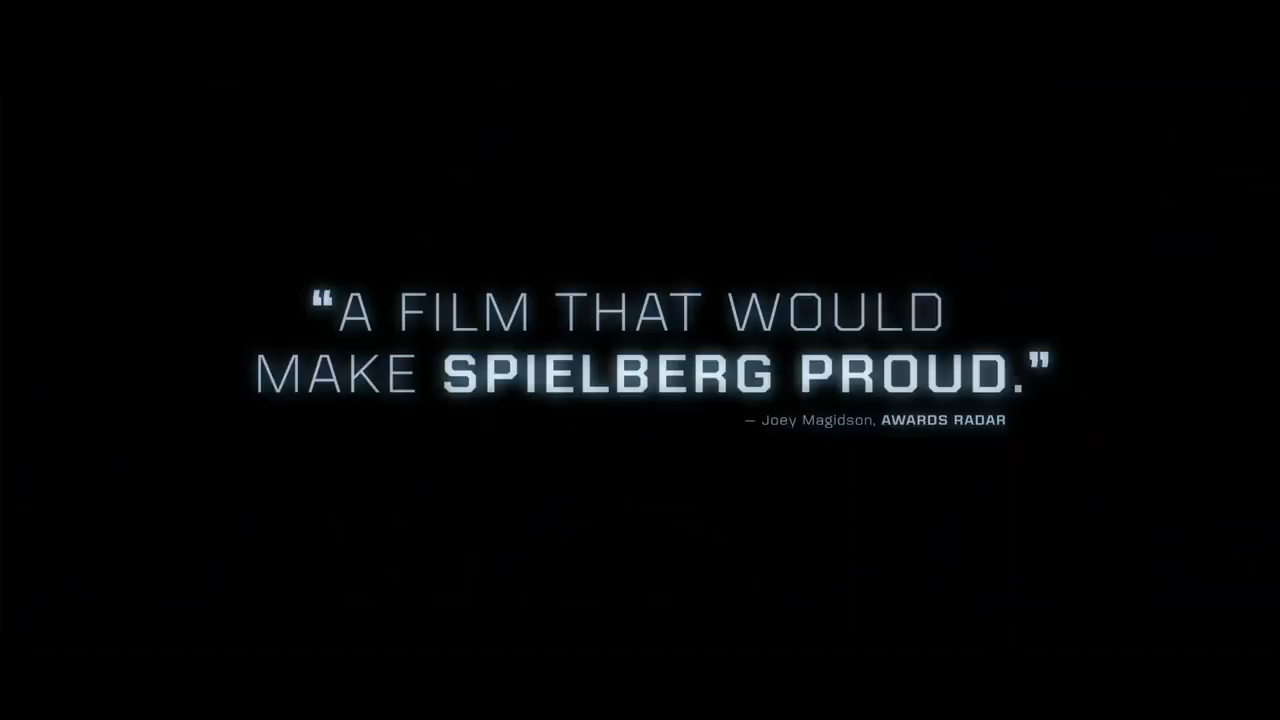 “A FILM THAT WOULD
MAKE SPIELBERG PROUD.”
— Joey Magidson, AWARDS RADAR